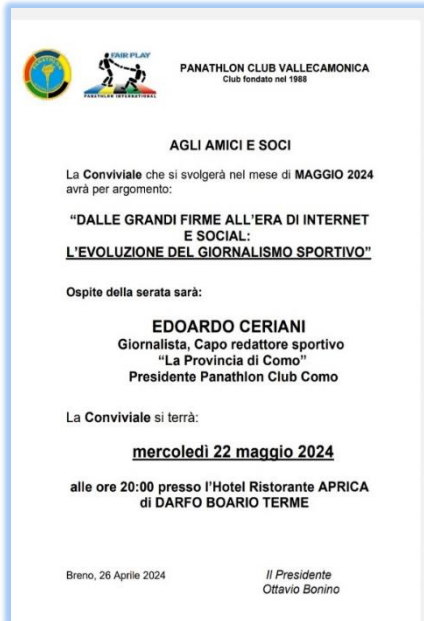 PANATHLON
FAIR PLAY
PANATHLON INTERNATIONAL
PANATHLON CLUB VALLECAMONICA
Club fondato nel 1988
AGLI AMICI E SOCI
La Conviviale che si svolgerà nel mese di MAGGIO 2024
avrà per argomento:
“DALLE GRANDI FIRME ALL’ERA DI INTERNET
E SOCIAL:
L’EVOLUZIONE DEL GIORNALISMO SPORTIVO”
Ospite della serata sarà:
EDOARDO CERIANI
Giornalista, Capo redattore sportivo
“La Provincia di Como”
Presidente Panathlon Club Como
La Conviviale si terrà:
mercoledì 22 maggio 2024
alle ore 20:00 presso l’Hotel Ristorante APRICA
di DARFO BOARIO TERME
Breno, 26 Aprile 2024
Il Presidente
Ottavio Bonino